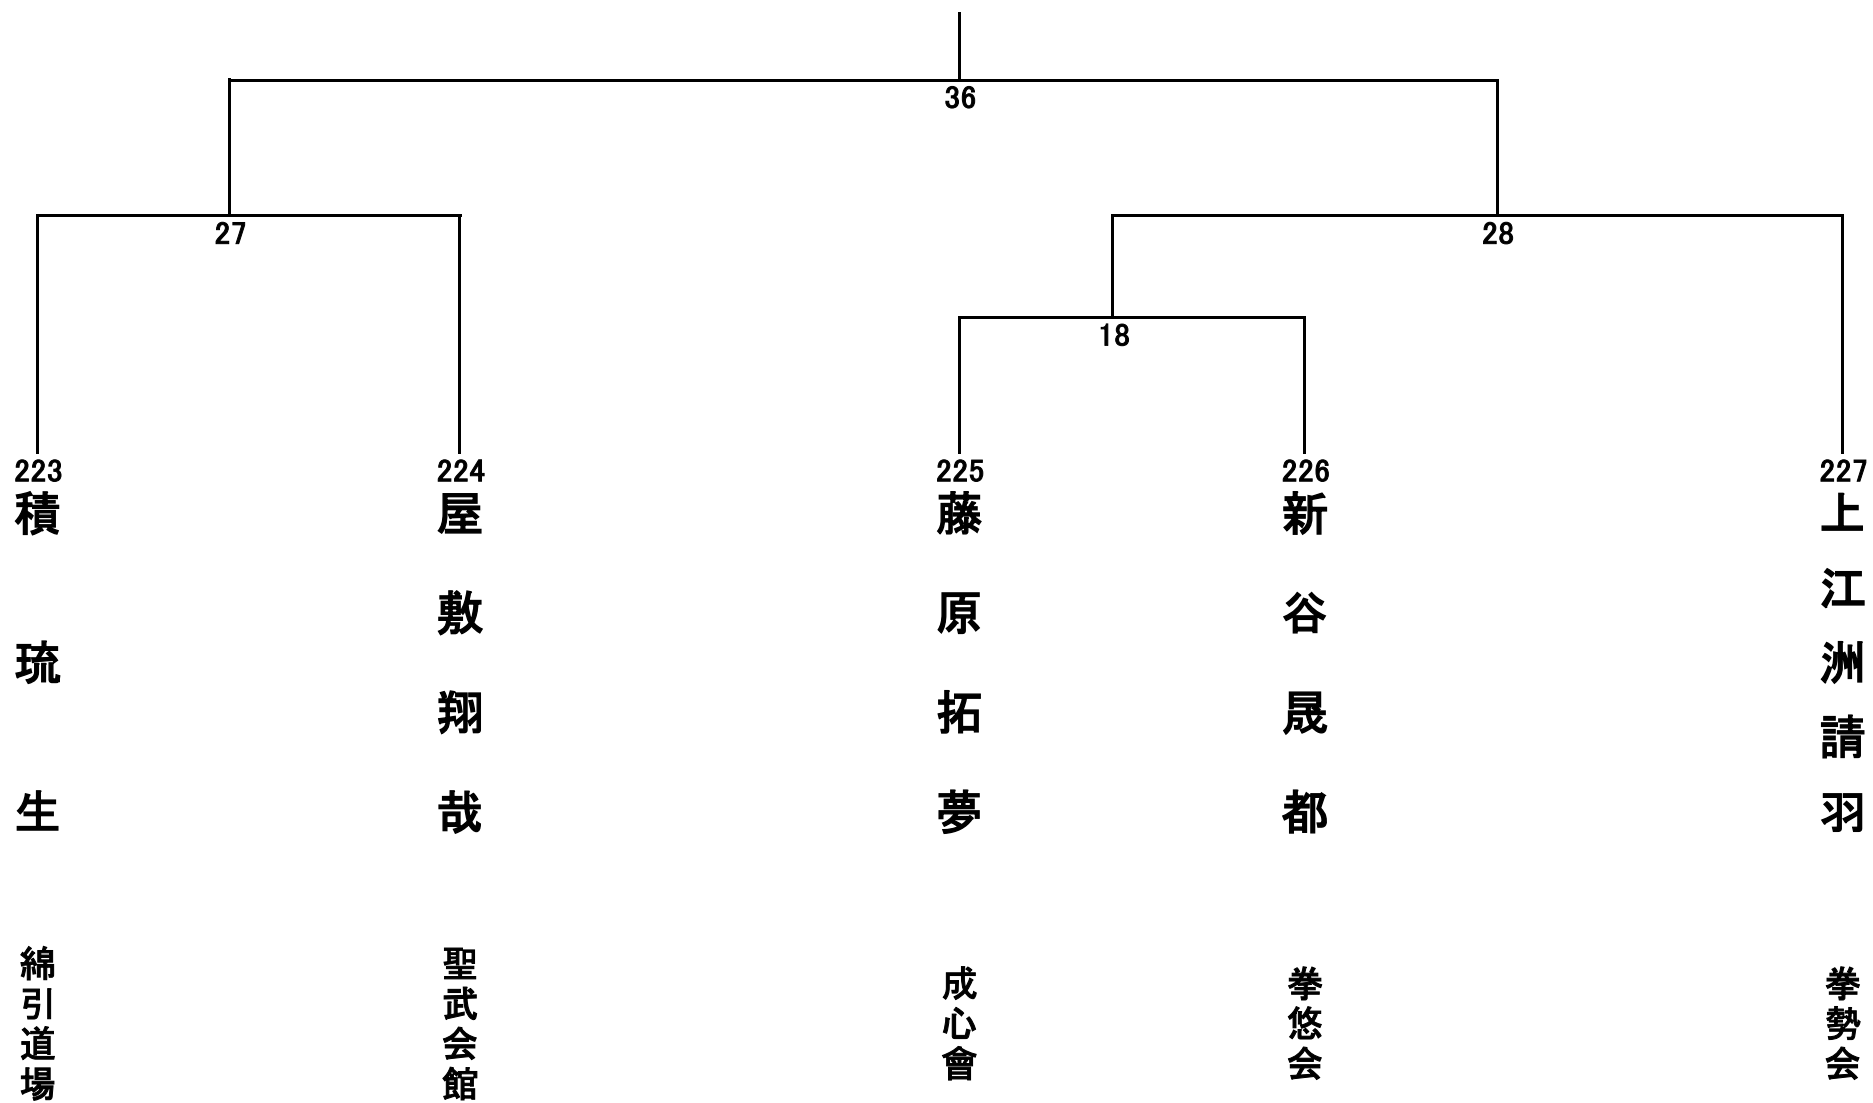 36
27
28
18
223
積琉生
綿引道場
224
屋敷翔哉
聖武会館
225
藤原拓夢
成心會
226
新谷晟都
拳悠会
227
上江洲請羽
拳勢会